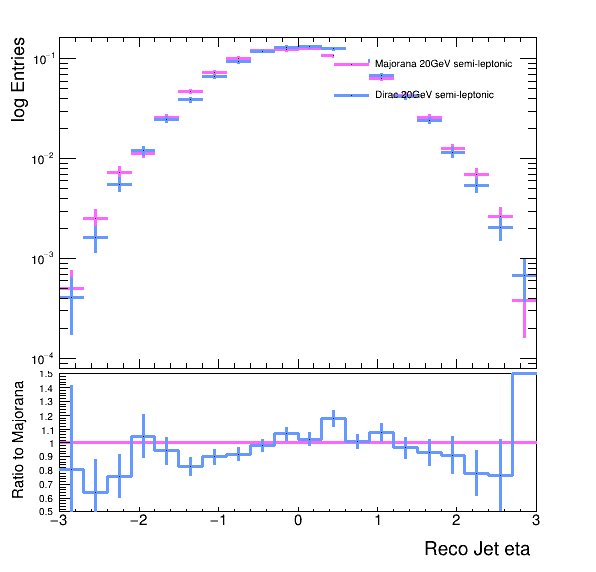 log Entries
10⁻¹
Majorana 20GeV semi-leptonic
Dirac 20GeV semi-leptonic
10⁻²
10⁻³
10⁻⁴
Ratio to Majorana
1.5
1.4
1.3
1.2
1.1
1
0.9
0.8
0.7
0.6
0.5
−3 −2 −1 0 1 2 3
Reco Jet eta